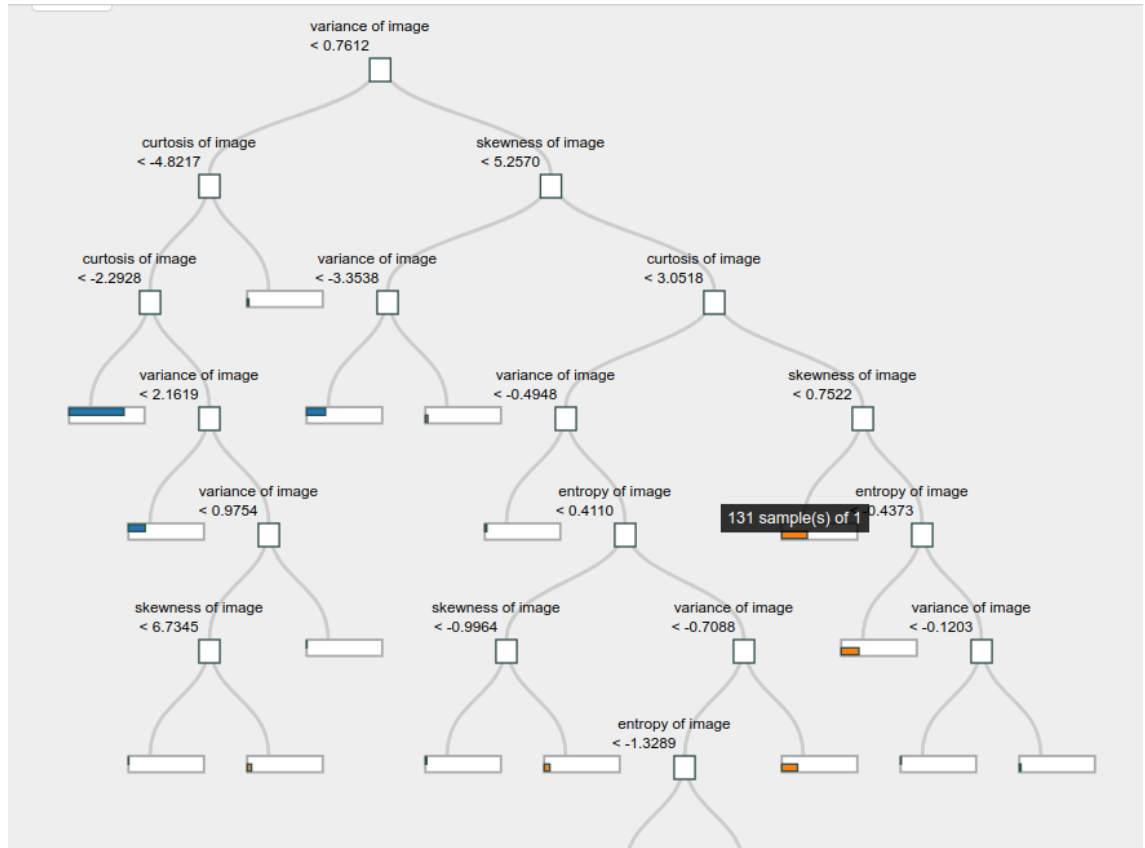 variance of image
< 0.7612
curtosis of image
< -4.8217
skewness of image
< 5.2570
curtosis of image
< -2.2928
variance of image
< -3.3538
curtosis of image
< 3.0518
variance of image
< 2.1619
variance of image
< -0.4948
skewness of image
< 0.7522
variance of image
< 0.9754
entropy of image
< 0.4110
131 sample(s) of 1
entropy of image
0.4373
skewness of image
< 6.7345
skewness of image
< -0.9964
variance of image
< -0.7088
variance of image
< -0.1203
entropy of image
< -1.3289